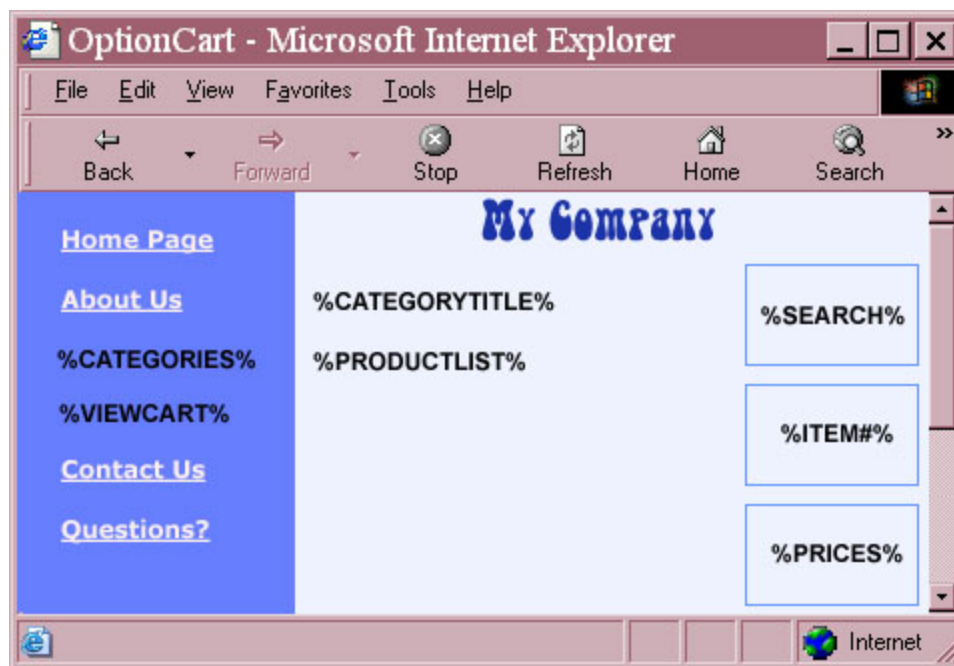 OptionCart - Microsoft Internet Explorer
File Edit View Favorites Tools Help
Back Forward Stop Refresh Home Search »
My Company
Home Page
About Us
%CATEGORIES%
%VIEWCART%
Contact Us
Questions?
%CATEGORYTITLE%
%PRODUCTLIST%
%SEARCH%
%ITEM#%
%PRICES%
Internet